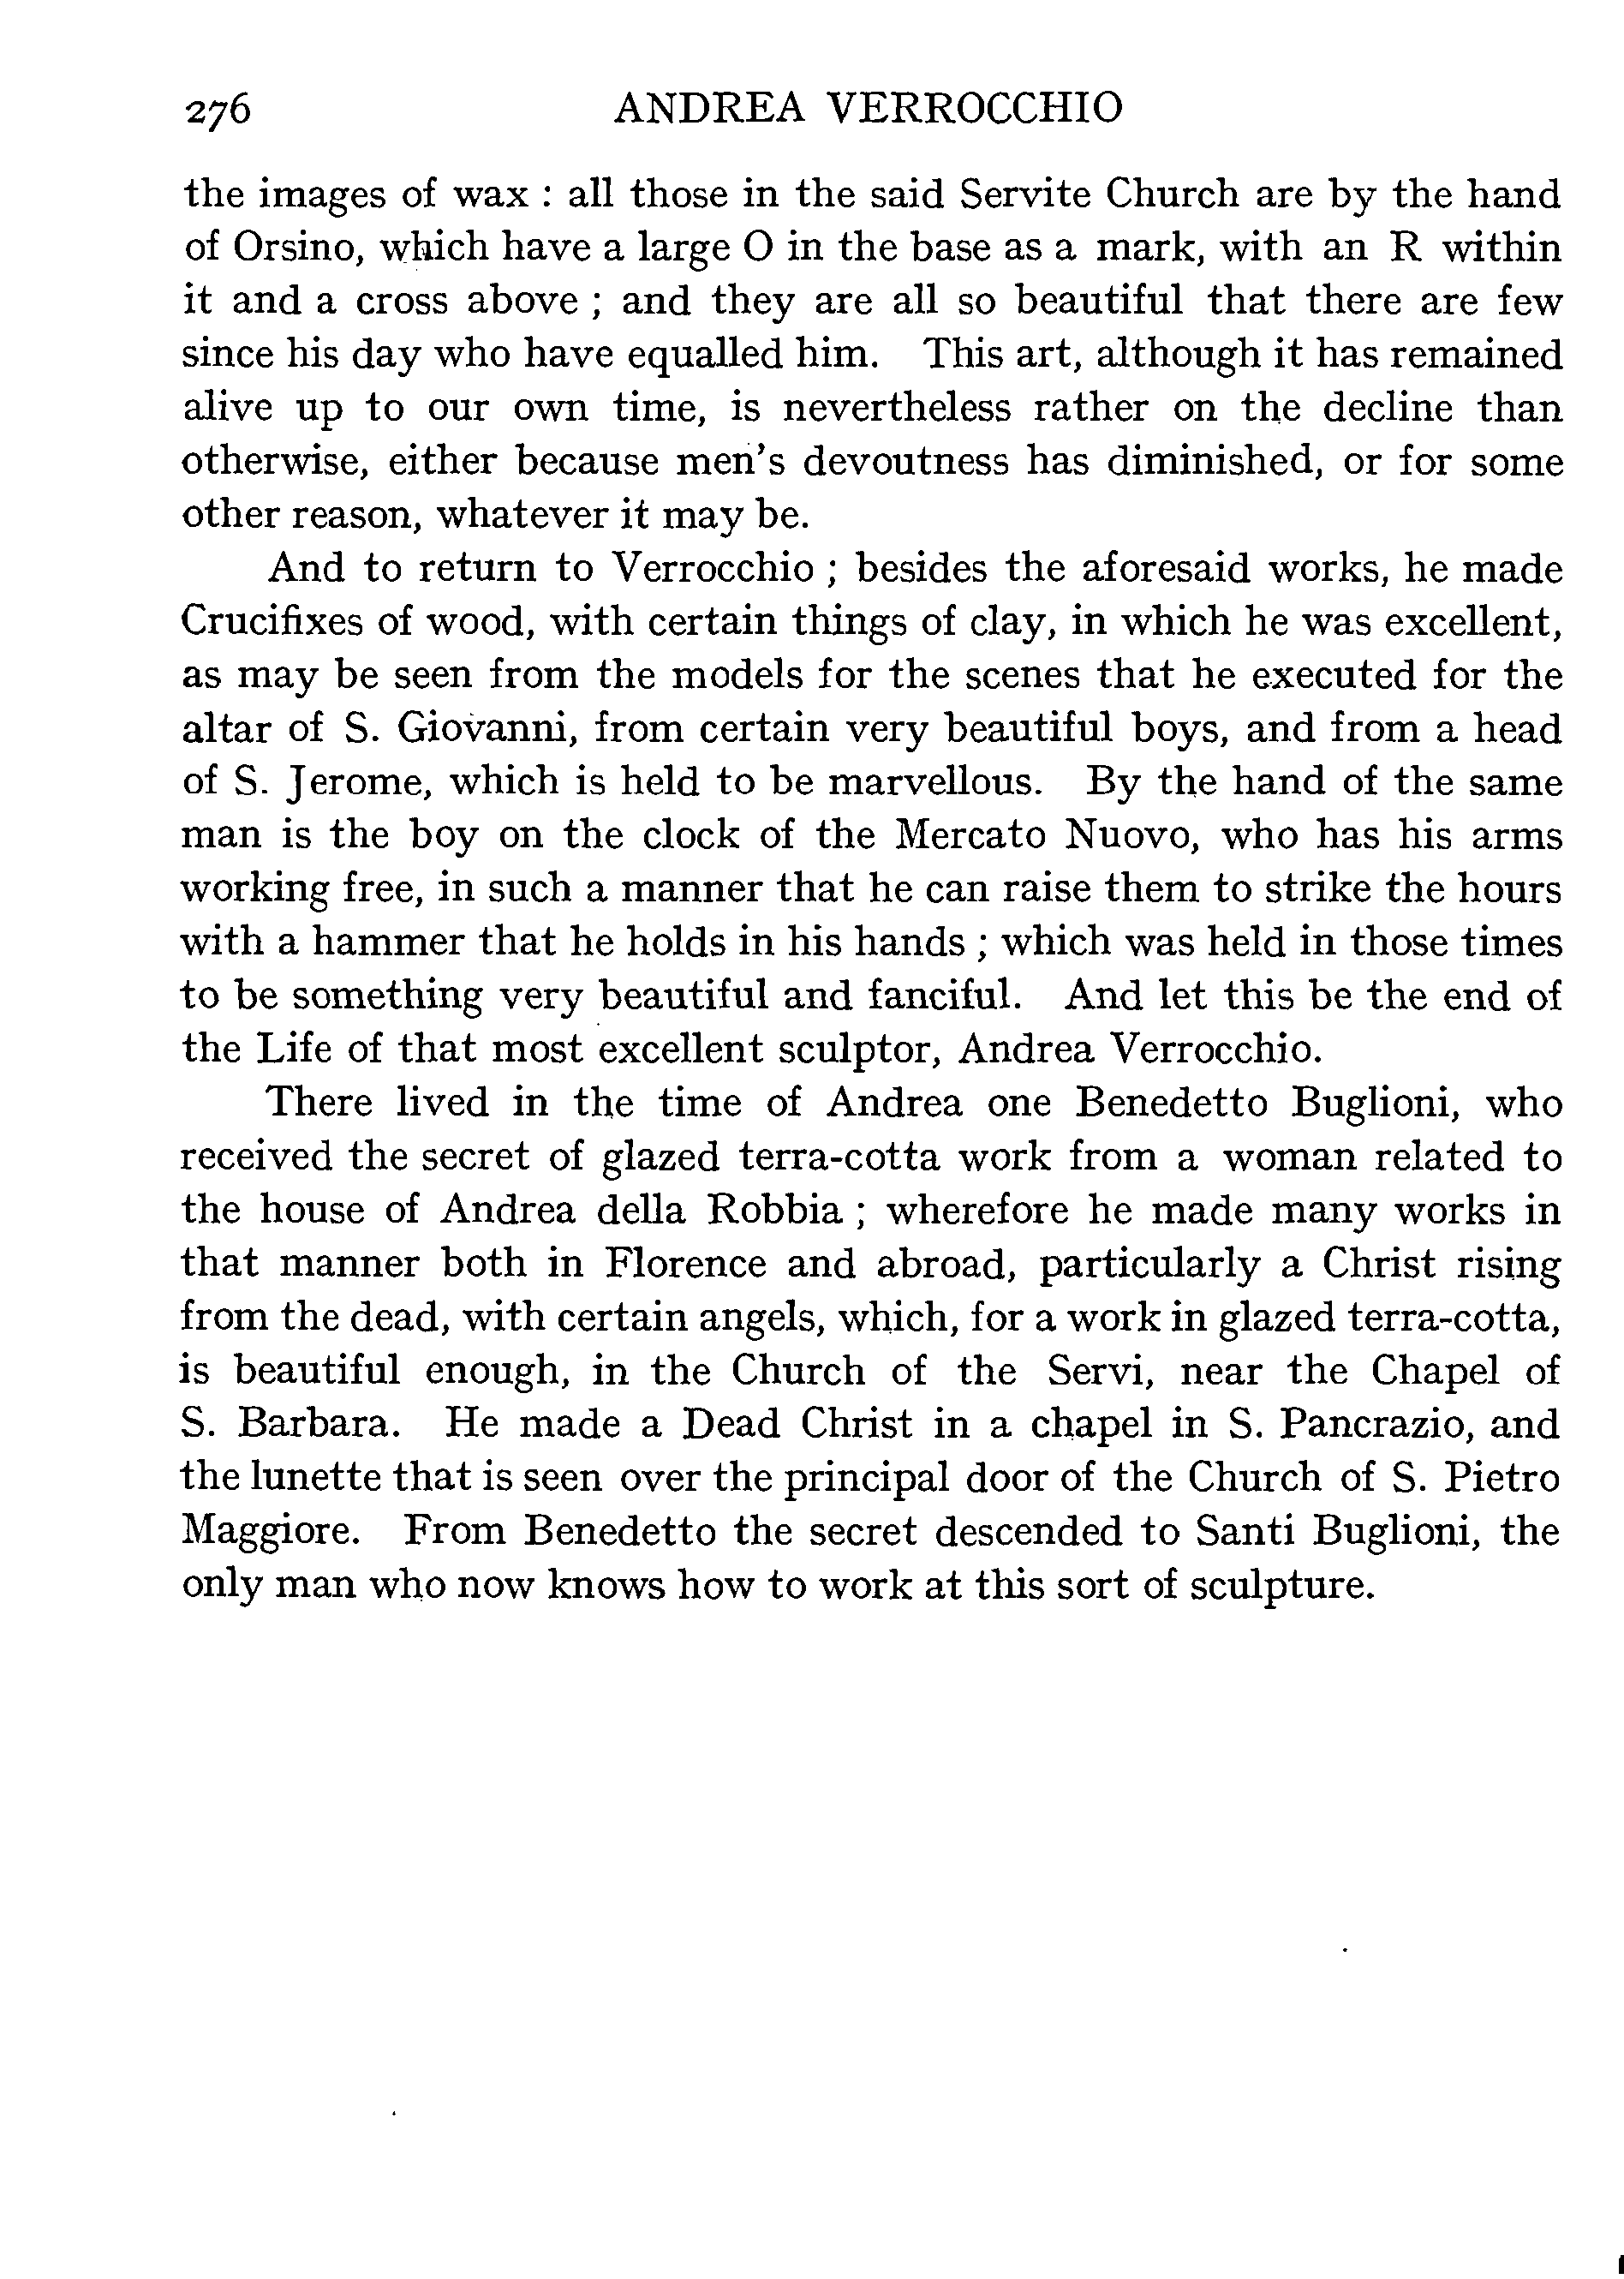 276 ANDREA VERROCCHIO
the images of wax : all those in the said Servite Church are by the hand
of Orsino, which have a large O in the base as a mark, with an R within
it and a cross above ; and they are all so beautiful that there are few
since his day who have equalled him. This art, although it has remained
alive up to our own time, is nevertheless rather on the decline than
otherwise, either because men's devoutness has diminished, or for some
other reason, whatever it may be.
And to return to Verrocchio ; besides the aforesaid works, he made
Crucifixes of wood, with certain things of clay, in which he was excellent,
as may be seen from the models for the scenes that he executed for the
altar of S. Giovanni, from certain very beautiful boys, and from a head
of S. Jerome, which is held to be marvellous. By the hand of the same
man is the boy on the clock of the Mercato Nuovo, who has his arms
working free, in such a manner that he can raise them to strike the hours
with a hammer that he holds in his hands ; which was held in those times
to be something very beautiful and fanciful. And let this be the end of
the Life of that most excellent sculptor, Andrea Verrocchio.
There lived in the time of Andrea one Benedetto Buglioni, who
received the secret of glazed terra-cotta work from a woman related to
the house of Andrea della Robbia ; wherefore he made many works in
that manner both in Florence and abroad, particularly a Christ rising
from the dead, with certain angels, which, for a work in glazed terra-cotta,
is beautiful enough, in the Church of the Servi, near the Chapel of
S. Barbara. He made a Dead Christ in a chapel in S. Pancrazio, and
the lunette that is seen over the principal door of the Church of S. Pietro
Maggiore. From Benedetto the secret descended to Santi Buglioni, the
only man who now knows how to work at this sort of sculpture.